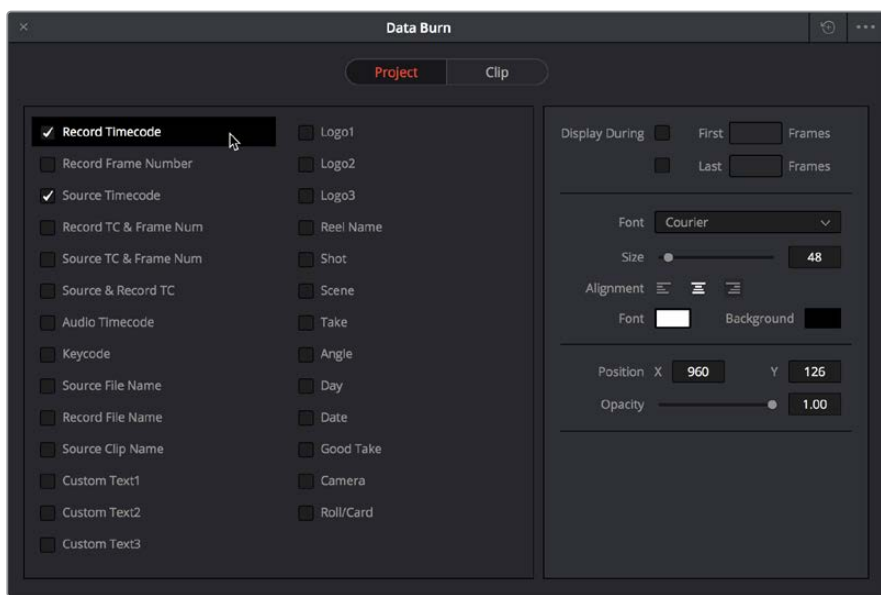 Data Burn
Project Clip
Record Timecode
Record Frame Number
Source Timecode
Record TC & Frame Num
Source TC & Frame Num
Source & Record TC
Audio Timecode
Keycode
Source File Name
Record File Name
Source Clip Name
Custom Text1
Custom Text2
Custom Text3
Logo1
Logo2
Logo3
Reel Name
Shot
Scene
Take
Angle
Day
Date
Good Take
Camera
Roll/Card
Display During First Frames
Last Frames
Font Courier
Size 48
Alignment
Font Background
Position X 960 Y 126
Opacity 1.00